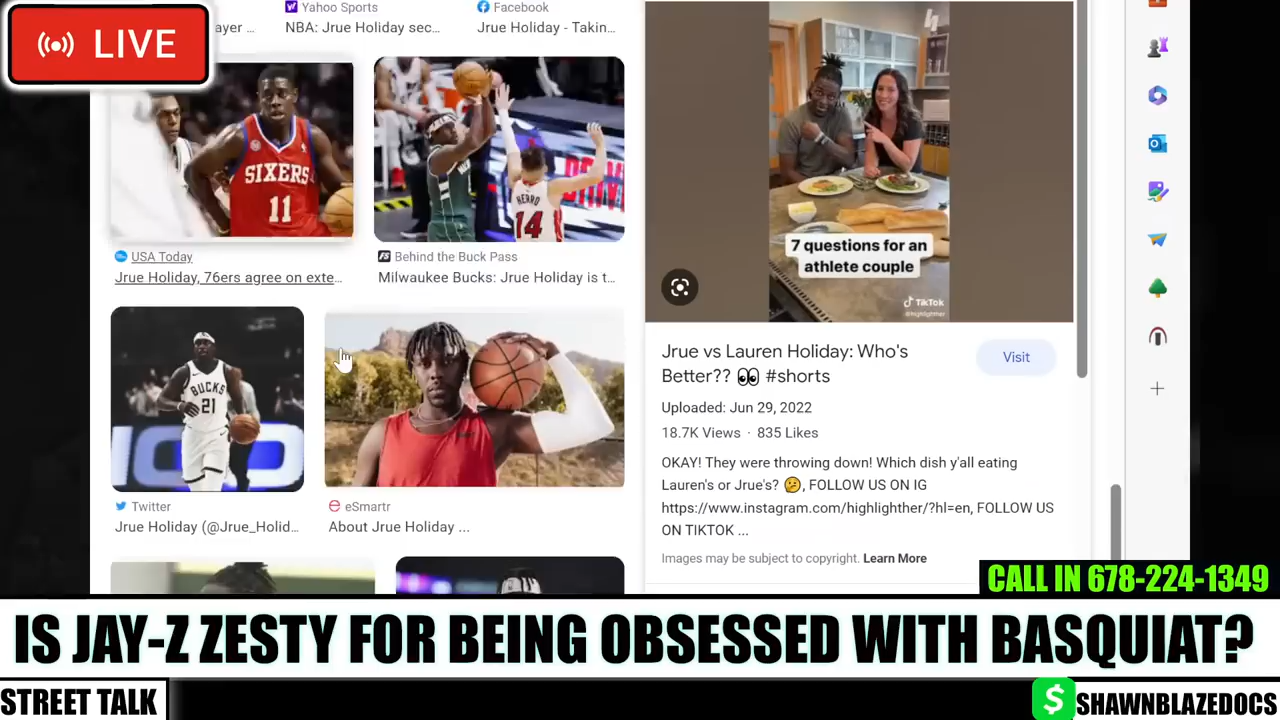 LIVE
ayer ...
Yahoo Sports
NBA: Jrue Holiday sec...
Facebook
Jrue Holiday - Takin...
SIXERS
11
HERRO
14
USA Today
Jrue Holiday, 76ers agree on exte...
Behind the Buck Pass
Milwaukee Bucks: Jrue Holiday is t...
BUCKS
21
Twitter
Jrue Holiday (@Jrue_Holid...
eSmartr
About Jrue Holiday ...
7 questions for an
athlete couple
TikTok
@highlighther
Jrue vs Lauren Holiday: Who's
Better?? 👀 #shorts
Visit
Uploaded: Jun 29, 2022
18.7K Views · 835 Likes
OKAY! They were throwing down! Which dish y'all eating
Lauren's or Jrue's? 🫤, FOLLOW US ON IG
https://www.instagram.com/highlighther/?hl=en, FOLLOW US
ON TIKTOK ...
Images may be subject to copyright. Learn More
CALL IN 678-224-1349
IS JAY-Z ZESTY FOR BEING OBSESSED WITH BASQUIAT?
STREET TALK
$ SHAWNBLAZEDOCS